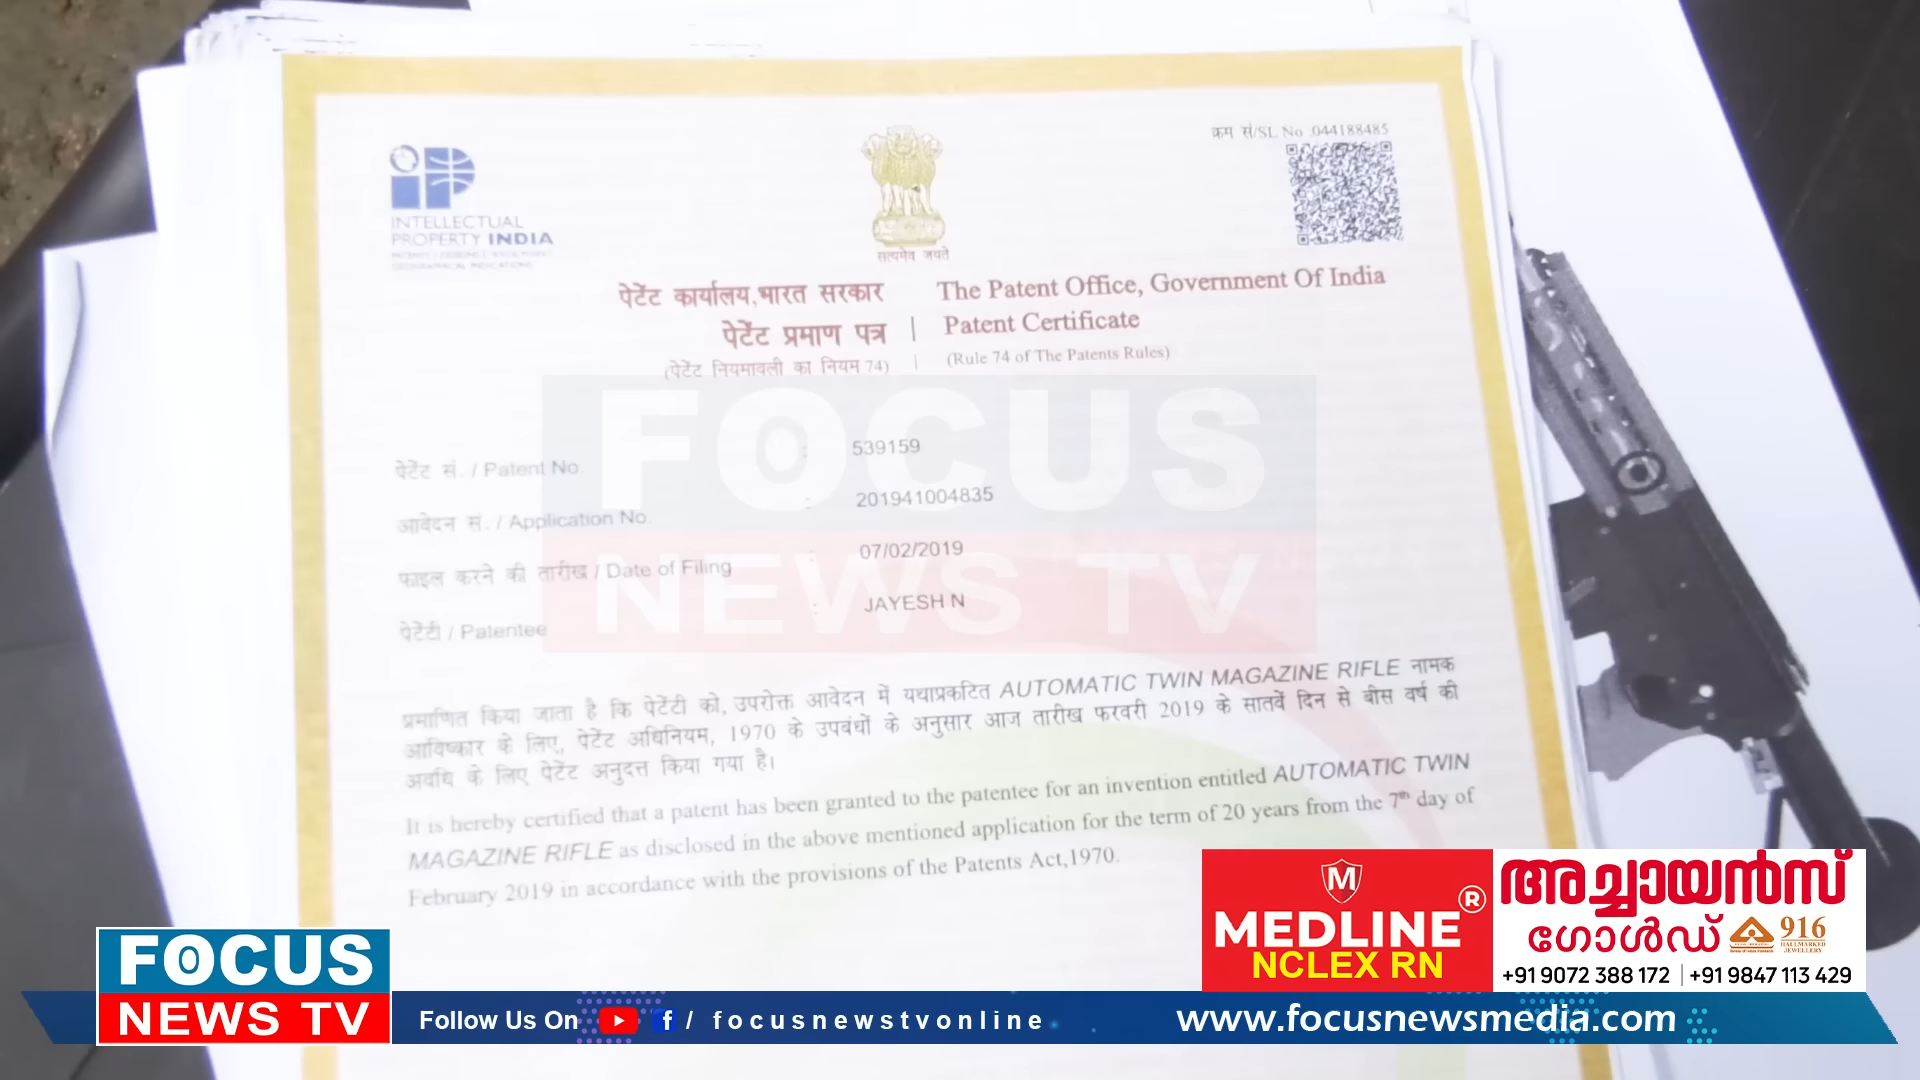 क्रम सं/SL No :044188485
INTELLECTUAL
PROPERTY INDIA
सत्यमेव जयते
पेटेंट कार्यालय,भारत सरकार
The Patent Office, Government Of India
पेटेंट प्रमाण पत्र | Patent Certificate
(पेटेंट नियमावली का नियम 74) | (Rule 74 of The Patents Rules)
पेटेंट सं. / Patent No. : 539159
आवेदन सं. / Application No. : 201941004835
फाइल करने की तारीख / Date of Filing : 07/02/2019
पेटेंटी / Patentee : JAYESH N
प्रमाणित किया जाता है कि पेटेंटी को, उपरोक्त आवेदन में यथाप्रकटित AUTOMATIC TWIN MAGAZINE RIFLE नामक
आविष्कार के लिए, पेटेंट अधिनियम, 1970 के उपबंधों के अनुसार आज तारीख फरवरी 2019 के सातवें दिन से बीस वर्ष की
अवधि के लिए पेटेंट अनुदत्त किया गया है।
It is hereby certified that a patent has been granted to the patentee for an invention entitled AUTOMATIC TWIN
MAGAZINE RIFLE as disclosed in the above mentioned application for the term of 20 years from the 7th day of
February 2019 in accordance with the provisions of the Patents Act,1970.
FOCUS
NEWS TV
FOCUS
NEWS TV
Follow Us On / focusnewstvonline
www.focusnewsmedia.com
M
MEDLINE ®
NCLEX RN
അച്ചായൻസ്
ഗോൾഡ് 916
HALLMARKED
JEWELLERY
+91 9072 388 172 | +91 9847 113 429